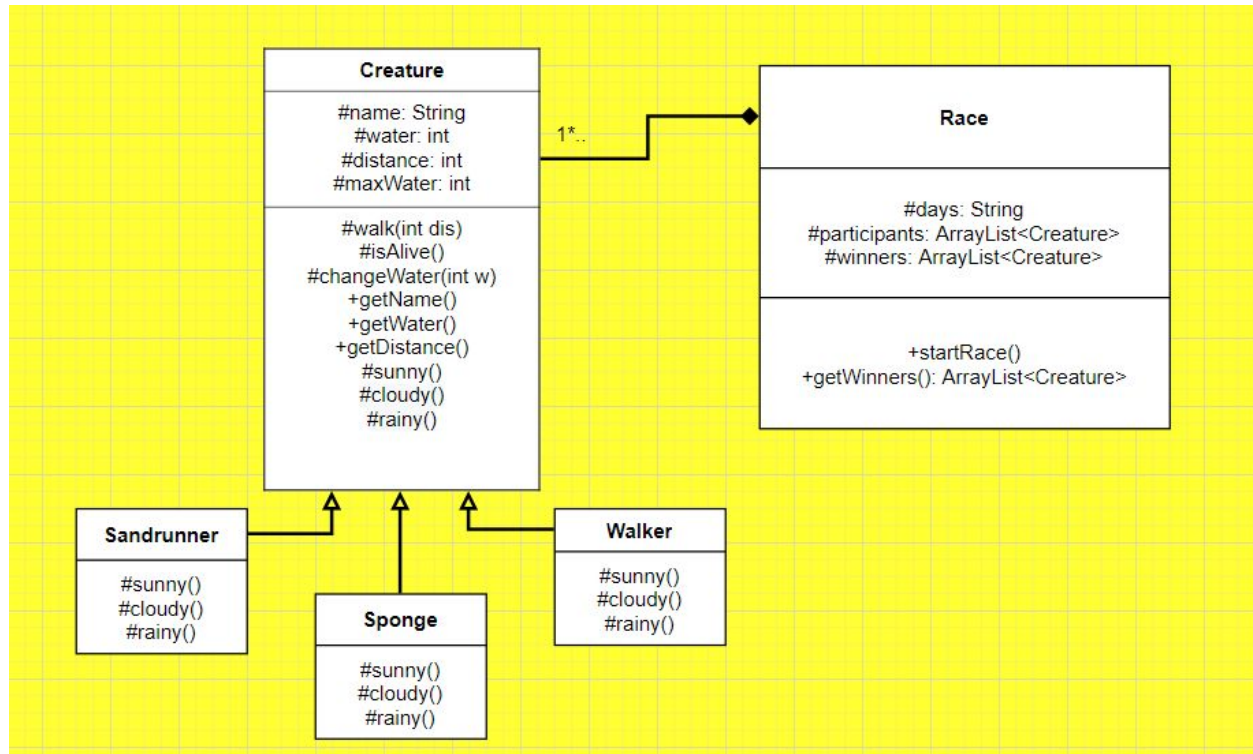 Creature
#name: String
#water: int
#distance: int
#maxWater: int
#walk(int dis)
#isAlive()
#changeWater(int w)
+getName()
+getWater()
+getDistance()
#sunny()
#cloudy()
#rainy()
1*..
Race
#days: String
#participants: ArrayList<Creature>
#winners: ArrayList<Creature>
+startRace()
+getWinners(): ArrayList<Creature>
Sandrunner
#sunny()
#cloudy()
#rainy()
Sponge
#sunny()
#cloudy()
#rainy()
Walker
#sunny()
#cloudy()
#rainy()